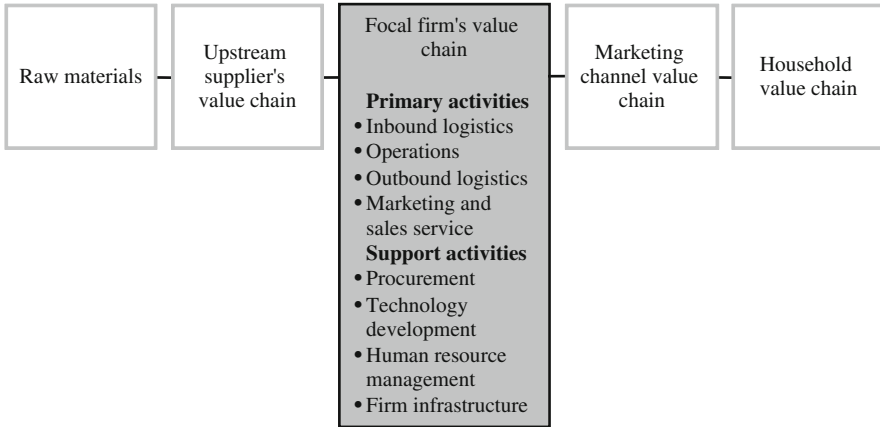 Raw materials
Upstream
supplier's
value chain
Focal firm's value
chain
Primary activities
• Inbound logistics
• Operations
• Outbound logistics
• Marketing and
sales service
Support activities
• Procurement
• Technology
development
• Human resource
management
• Firm infrastructure
Marketing
channel value
chain
Household
value chain